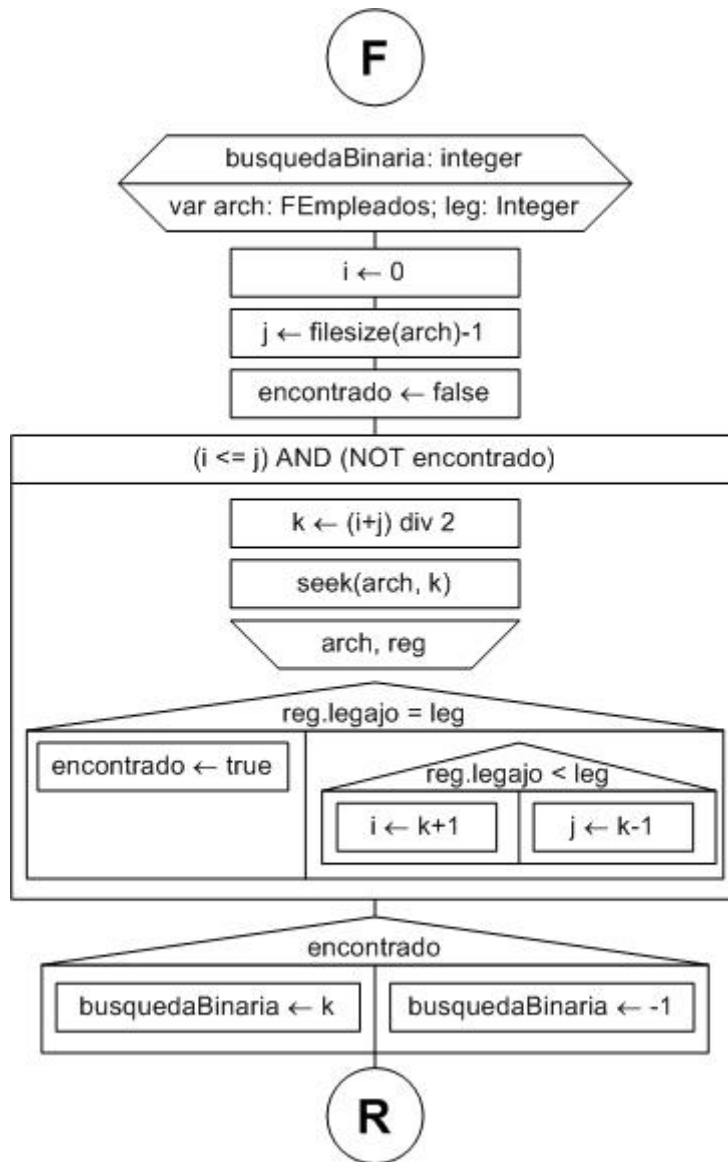 F
busquedaBinaria: integer
var arch: FEmpleados; leg: Integer
i ← 0
j ← filesize(arch)-1
encontrado ← false
(i <= j) AND (NOT encontrado)
k ← (i+j) div 2
seek(arch, k)
arch, reg
reg.legajo = leg
encontrado ← true
reg.legajo < leg
i ← k+1
j ← k-1
encontrado
busquedaBinaria ← k
busquedaBinaria ← -1
R